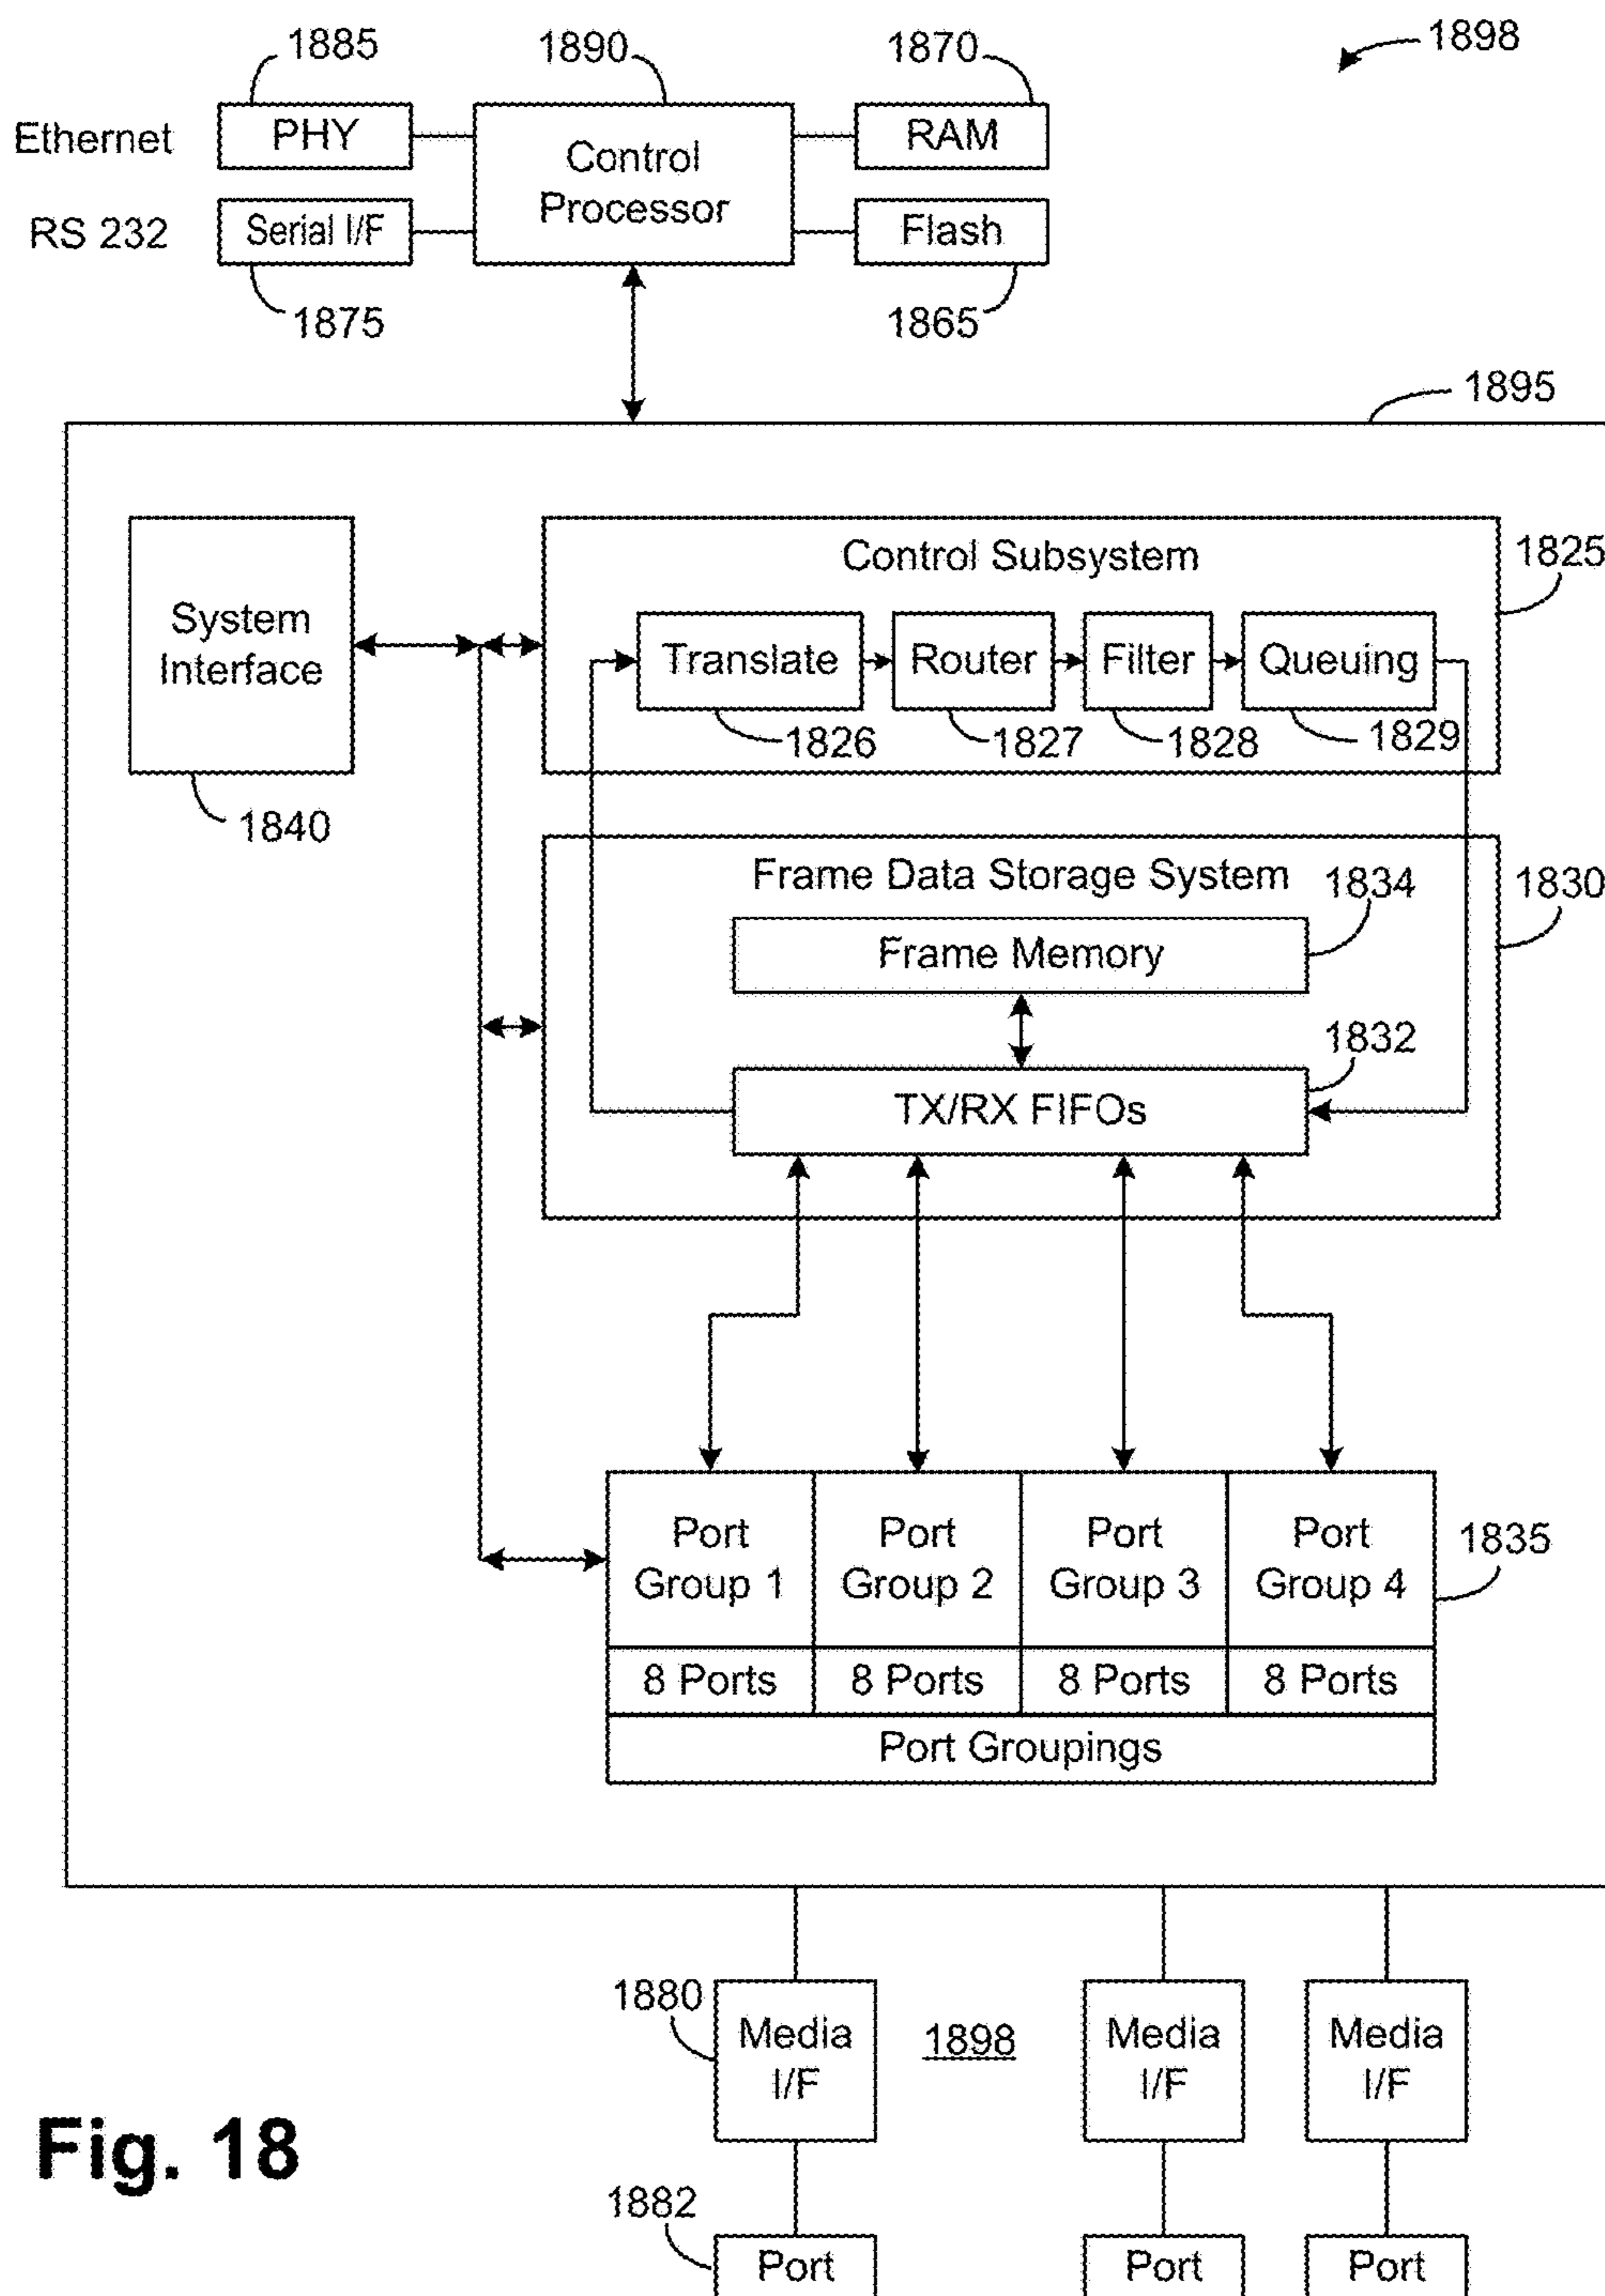 1885
1890
1870
1898
Ethernet
PHY
Control
Processor
RAM
RS 232
Serial I/F
Flash
1875
1865
1895
System
Interface
1840
Control Subsystem
1825
Translate
Router
Filter
Queuing
1826
1827
1828
1829
Frame Data Storage System
1834
1830
Frame Memory
1832
TX/RX FIFOs
Port
Group 1
Port
Group 2
Port
Group 3
Port
Group 4
1835
8 Ports
8 Ports
8 Ports
8 Ports
Port Groupings
1880
Media
I/F
1898
Media
I/F
Media
I/F
Fig. 18
1882
Port
Port
Port